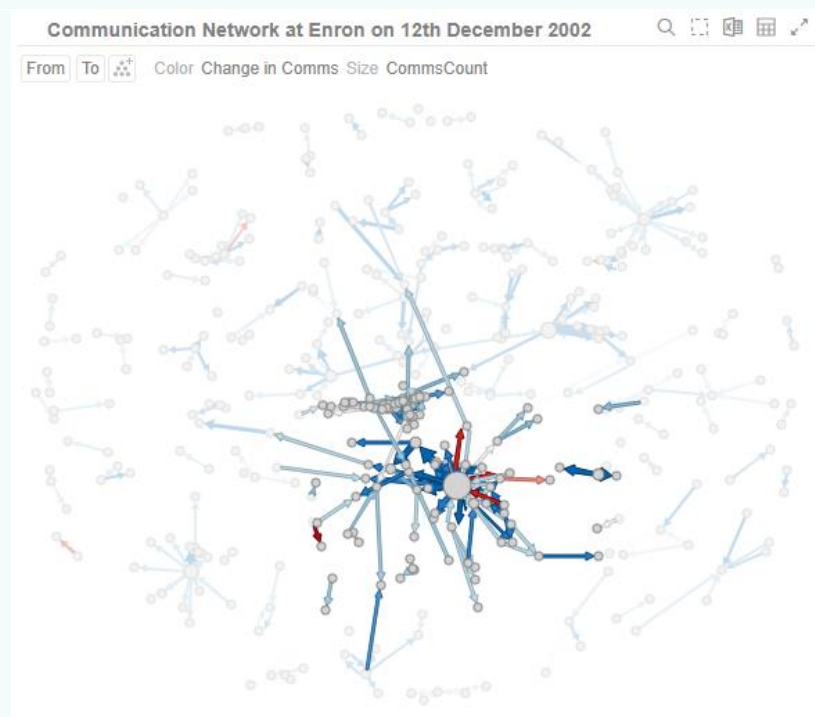 Communication Network at Enron on 12th December 2002
From To Color Change in Comms Size CommsCount